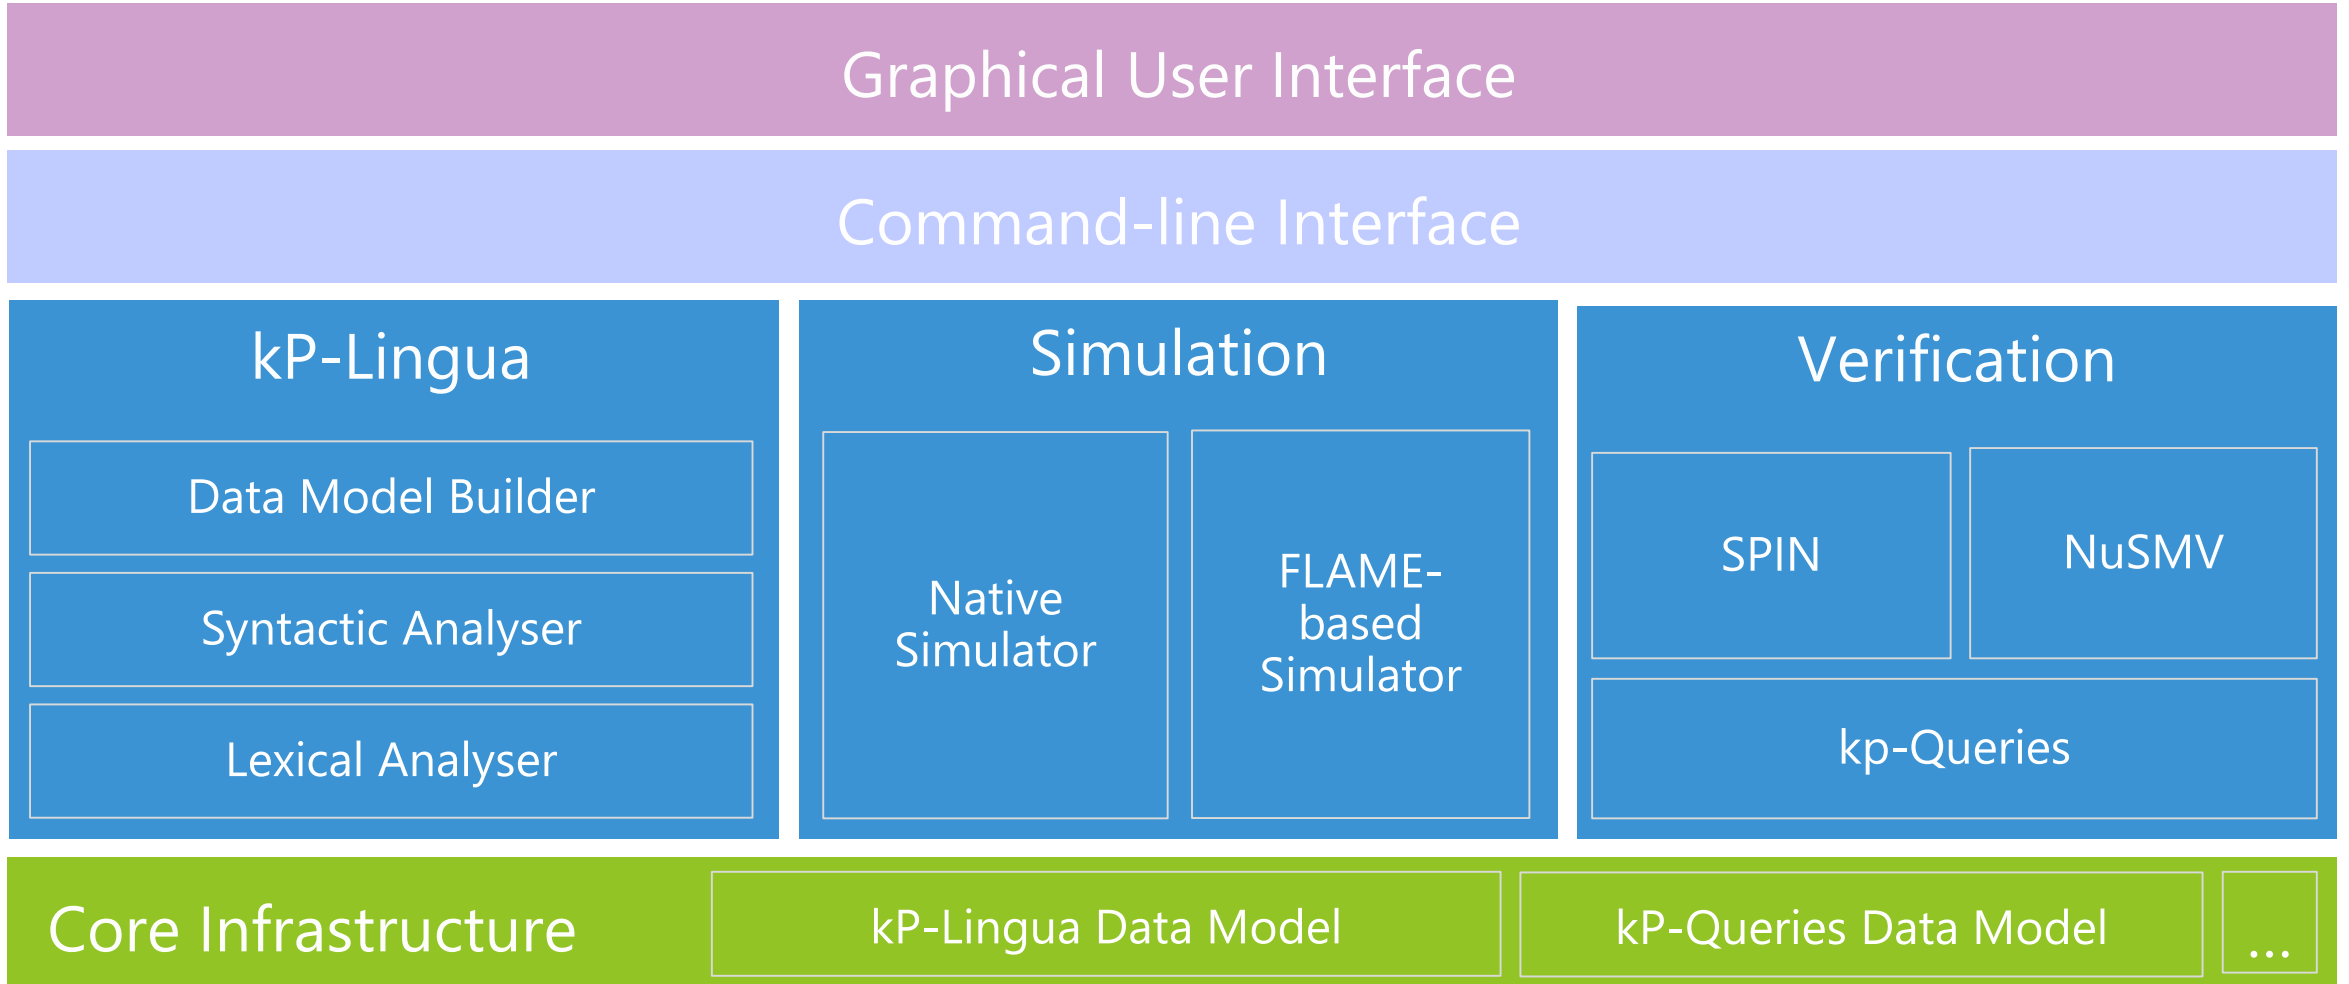 Graphical User Interface
Command-line Interface
kP-Lingua
Data Model Builder
Syntactic Analyser
Lexical Analyser
Simulation
Native
Simulator
FLAME-
based
Simulator
Verification
SPIN
NuSMV
kp-Queries
Core Infrastructure
kP-Lingua Data Model
kP-Queries Data Model
...